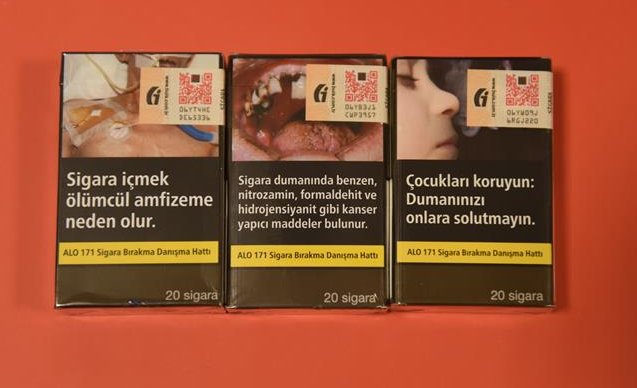 Sigara içmek
ölümcül amfizeme
neden olur.
ALO 171 Sigara Bırakma Danışma Hattı
20 sigara
Sigara dumanında benzen,
nitrozamin, formaldehit ve
hidrojensiyanit gibi kanser
yapıcı maddeler bulunur.
ALO 171 Sigara Bırakma Danışma Hattı
20 sigara
Çocukları koruyun:
Dumanınızı
onlara solutmayın.
ALO 171 Sigara Bırakma Danışma Hattı
20 sigara